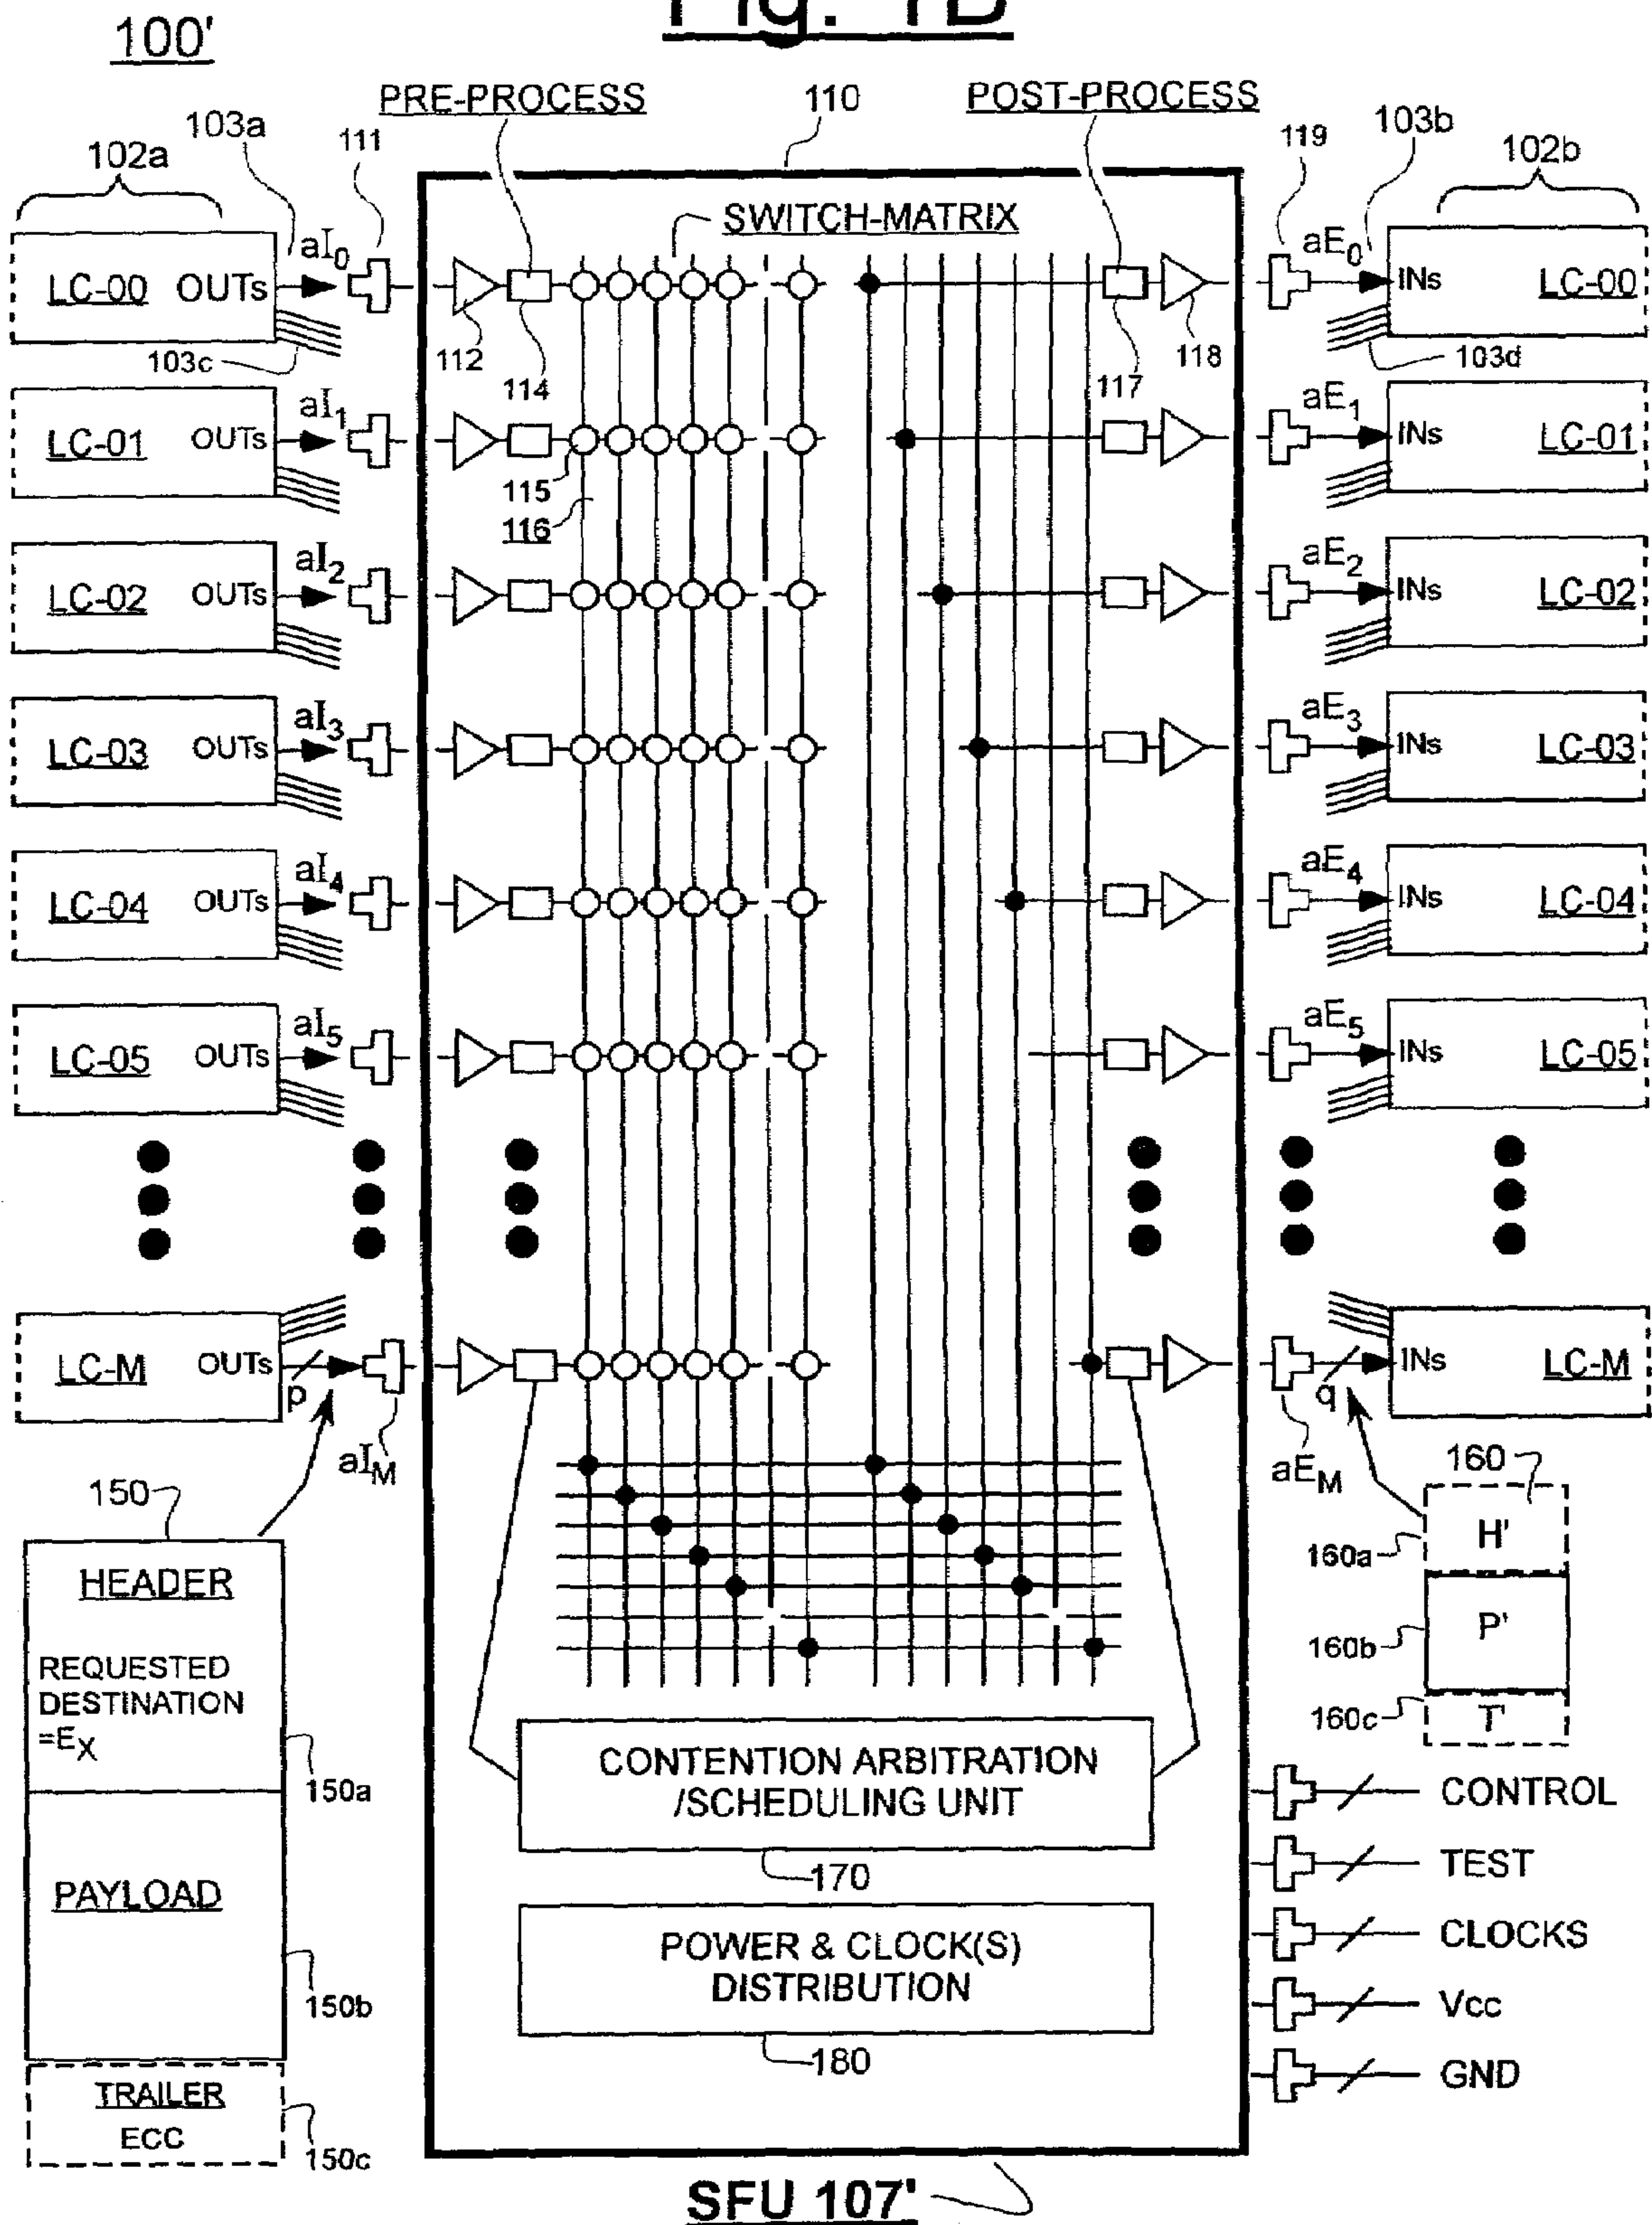 Fig. 1B
100'
PRE-PROCESS
110
POST-PROCESS
103a
111
119
103b
102a
102b
SWITCH-MATRIX
LC-00 OUTs
aI0
aE0
INs LC-00
103c
112
114
117
118
103d
LC-01 OUTs
aI1
aE1
INs LC-01
115
116
LC-02 OUTs
aI2
aE2
INs LC-02
LC-03 OUTs
aI3
aE3
INs LC-03
LC-04 OUTs
aI4
aE4
INs LC-04
LC-05 OUTs
aI5
aE5
INs LC-05
LC-M OUTs
p
aIM
q
aEM
INs LC-M
150
HEADER
REQUESTED
DESTINATION
=EX
150a
PAYLOAD
150b
TRAILER
ECC
150c
160
H'
160a
P'
160b
T'
160c
CONTENTION ARBITRATION
/SCHEDULING UNIT
170
POWER & CLOCK(S)
DISTRIBUTION
180
CONTROL
TEST
CLOCKS
Vcc
GND
SFU 107'